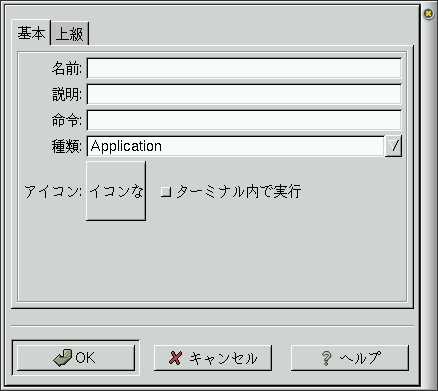 基本 上級
名前:
説明:
命令:
種類: Application
アイコン: イコンな ターミナル内で実行
OK キャンセル ヘルプ